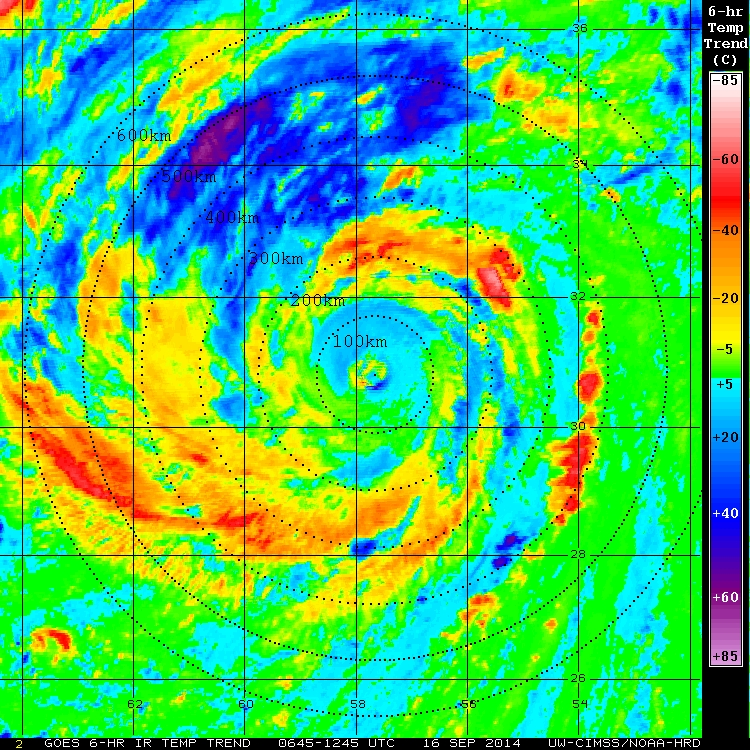 6-hr
Temp
Trend
(C)
-85
-60
-40
-20
-5
+5
+20
+40
+60
+85
36
34
32
30
28
26
600km
500km
400km
300km
200km
100km
62 60 58 56 54
2 GOES 6-HR IR TEMP TREND 0645-1245 UTC 16 SEP 2014 UW-CIMSS/NOAA-HRD